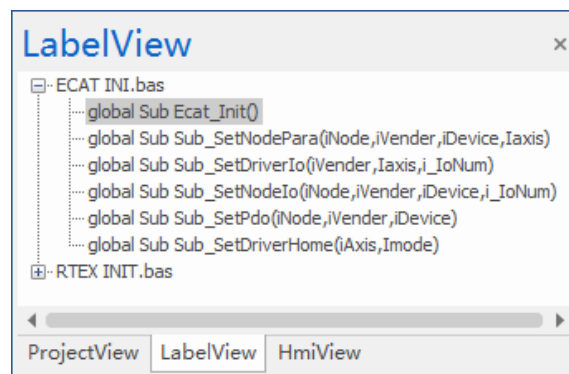 LabelView
ECAT INI.bas
global Sub Ecat_Init()
global Sub Sub_SetNodePara(iNode,iVender,iDevice,Iaxis)
global Sub Sub_SetDriverIo(iVender,Iaxis,i_IoNum)
global Sub Sub_SetNodeIo(iNode,iVender,iDevice,i_IoNum)
global Sub Sub_SetPdo(iNode,iVender,iDevice)
global Sub Sub_SetDriverHome(iAxis,Imode)
RTEX INIT.bas
ProjectView LabelView HmiView